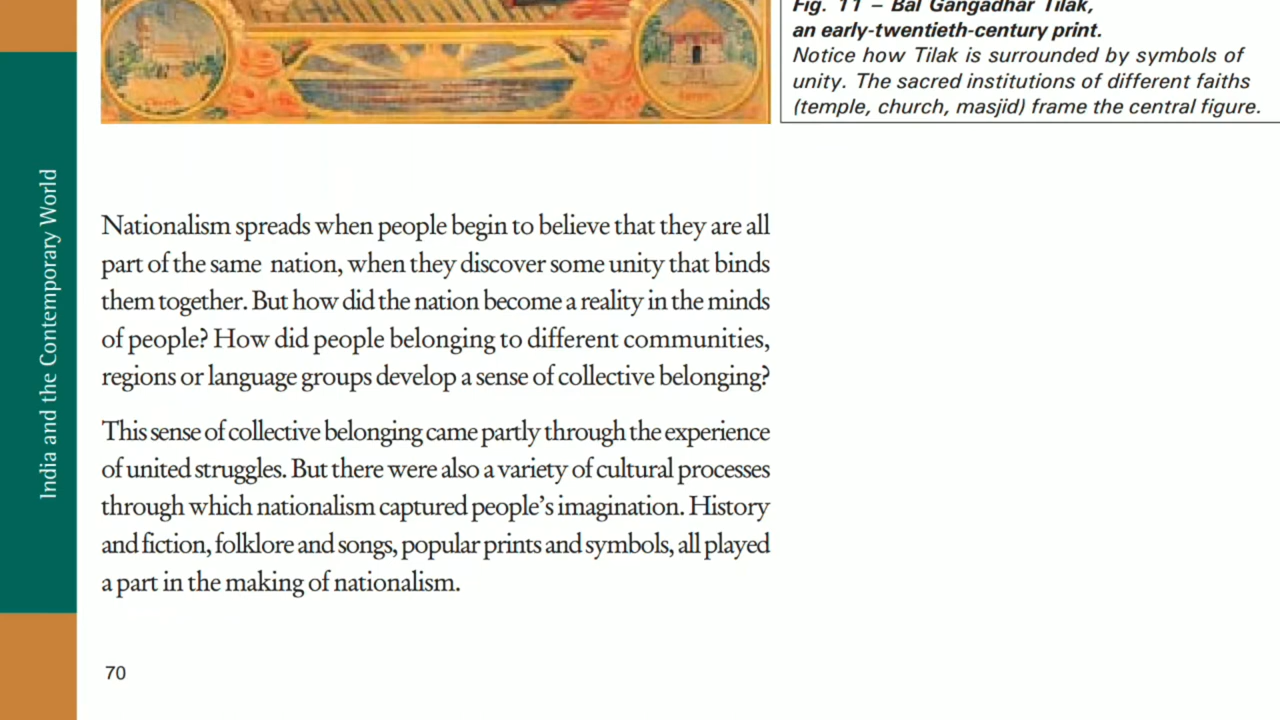 Fig. 11 – Bal Gangadhar Tilak,
an early-twentieth-century print.
Notice how Tilak is surrounded by symbols of
unity. The sacred institutions of different faiths
(temple, church, masjid) frame the central figure.
India and the Contemporary World
Nationalism spreads when people begin to believe that they are all
part of the same nation, when they discover some unity that binds
them together. But how did the nation become a reality in the minds
of people? How did people belonging to different communities,
regions or language groups develop a sense of collective belonging?
This sense of collective belonging came partly through the experience
of united struggles. But there were also a variety of cultural processes
through which nationalism captured people’s imagination. History
and fiction, folklore and songs, popular prints and symbols, all played
a part in the making of nationalism.
70